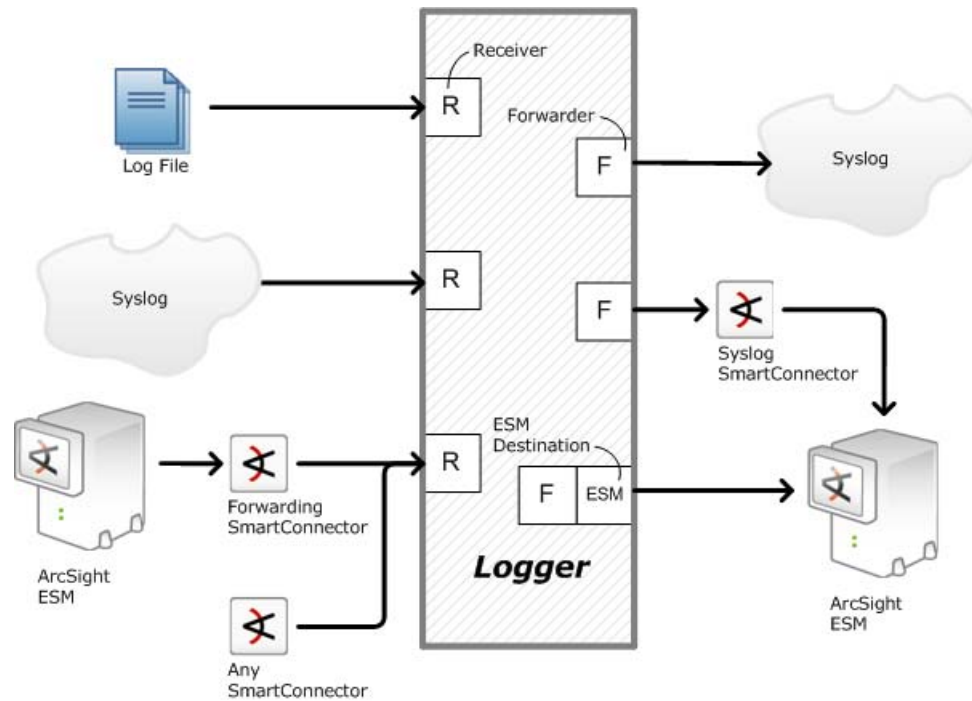 Receiver
R
Log File
Forwarder
F
Syslog
Syslog
R
F
Syslog
SmartConnector
ArcSight
ESM
Forwarding
SmartConnector
R
ESM
Destination
F
ESM
Logger
Any
SmartConnector
ArcSight
ESM